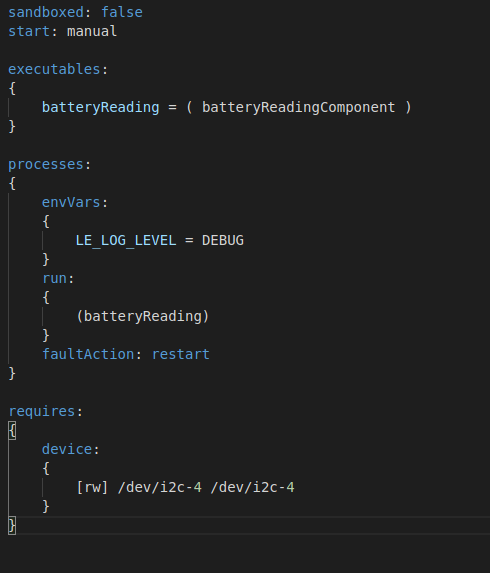 sandboxed: false
start: manual
executables:
{
batteryReading = ( batteryReadingComponent )
}
processes:
{
envVars:
{
LE_LOG_LEVEL = DEBUG
}
run:
{
(batteryReading)
}
faultAction: restart
}
requires:
{
device:
{
[rw] /dev/i2c-4 /dev/i2c-4
}
}